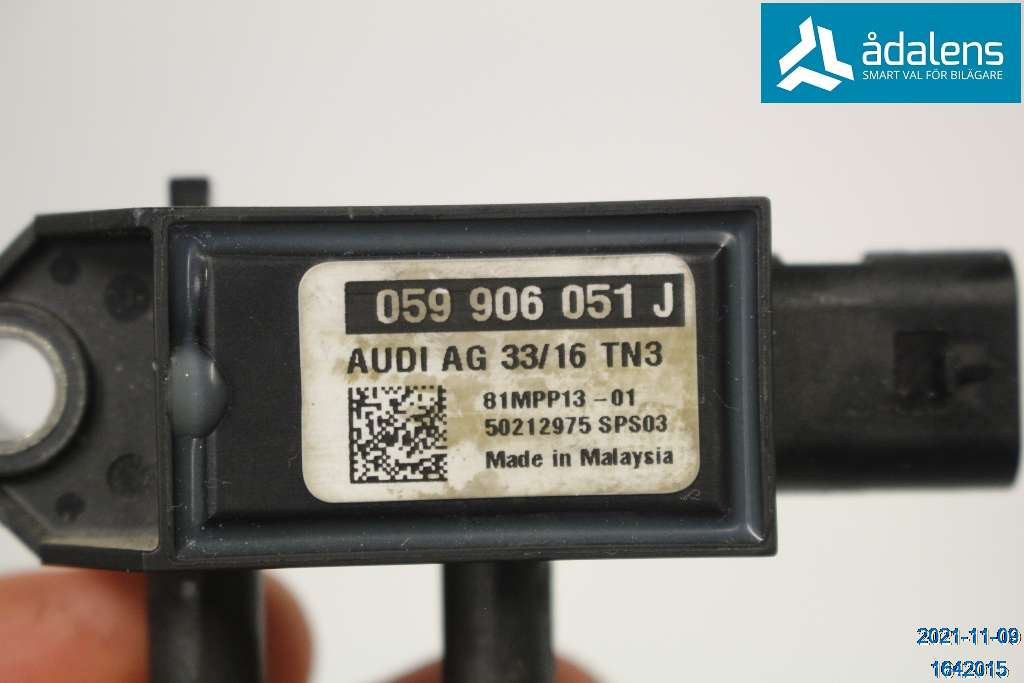 ådalens
SMART VAL FÖR BILÄGARE
059 906 051 J
AUDI AG 33/16 TN3
81MPP13-01
50212975 SPS03
Made in Malaysia
2021-11-09
1642015